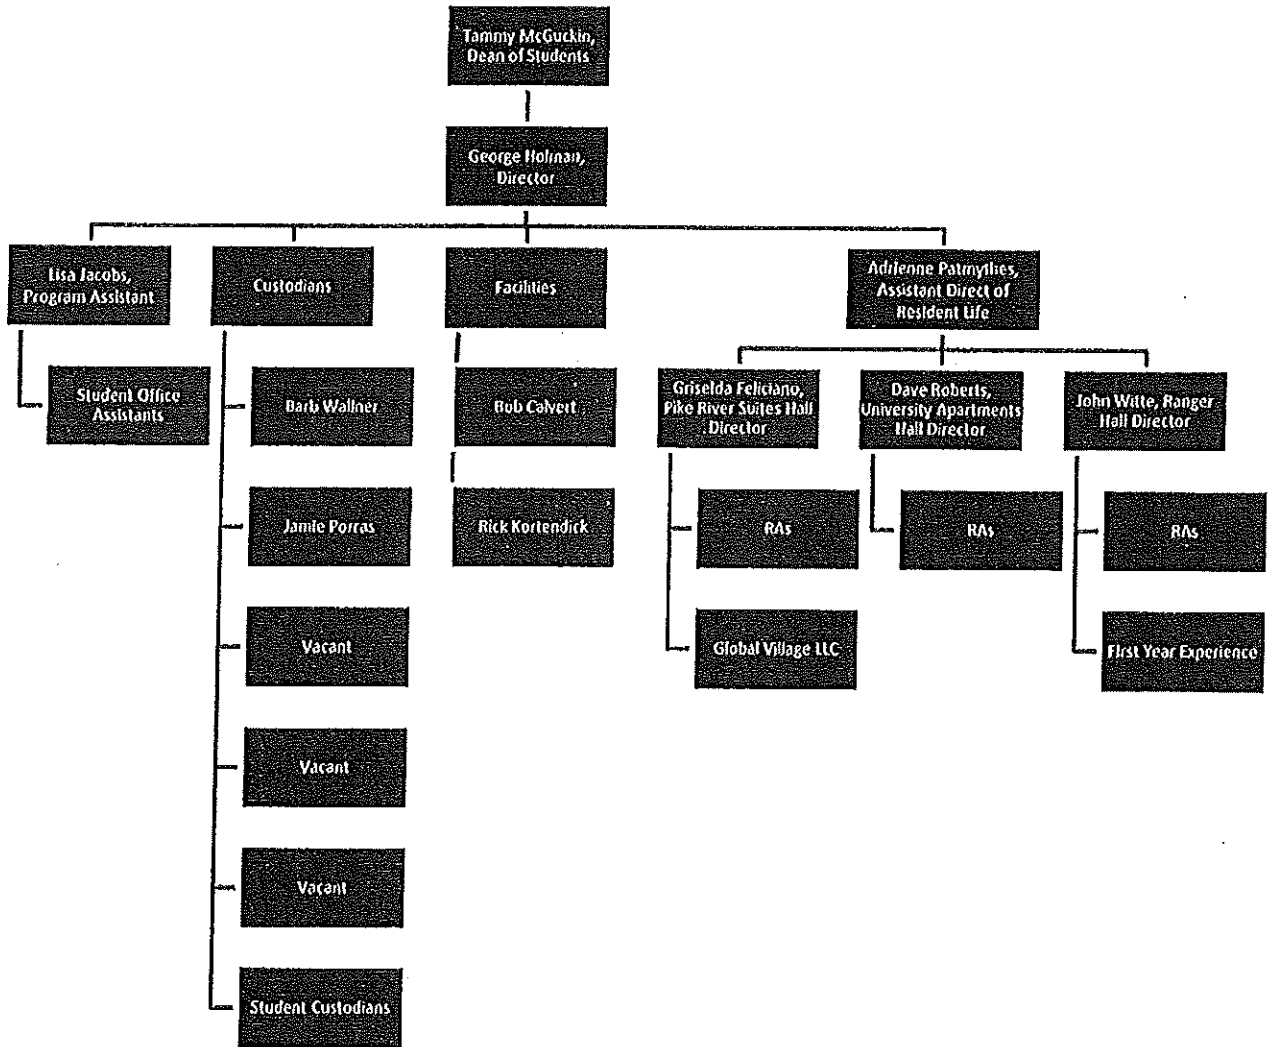 Tammy McGuckin,
Dean of Students
George Holman,
Director
Lisa Jacobs,
Program Assistant
Custodians
Facilities
Adrienne Patmythes,
Assistant Direct of
Resident Life
Student Office
Assistants
Barb Wallner
Bob Calvert
Griselda Feliciano,
Pike River Suites Hall
Director
Dave Roberts,
University Apartments
Hall Director
John Witte, Ranger
Hall Director
Jamie Porras
Rick Kortendick
RAs
RAs
RAs
Vacant
Global Village LLC
First Year Experience
Vacant
Vacant
Student Custodians